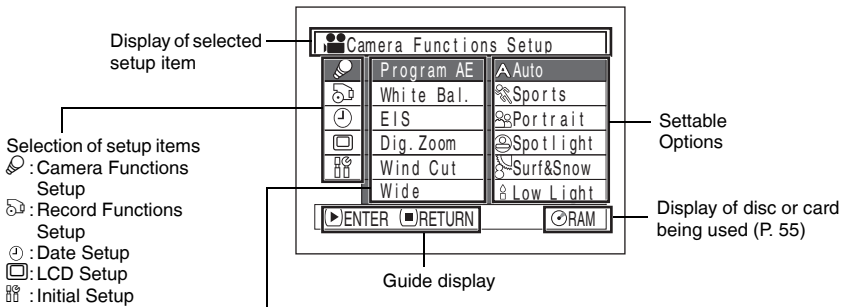 Display of selected
setup item
Camera Functions Setup
Program AE
White Bal.
EIS
Dig. Zoom
Wind Cut
Wide
A Auto
Sports
Portrait
Spotlight
Surf&Snow
Low Light
ENTER RETURN
RAM
Selection of setup items
: Camera Functions
Setup
: Record Functions
Setup
: Date Setup
: LCD Setup
: Initial Setup
Settable
Options
Display of disc or card
being used (P. 55)
Guide display